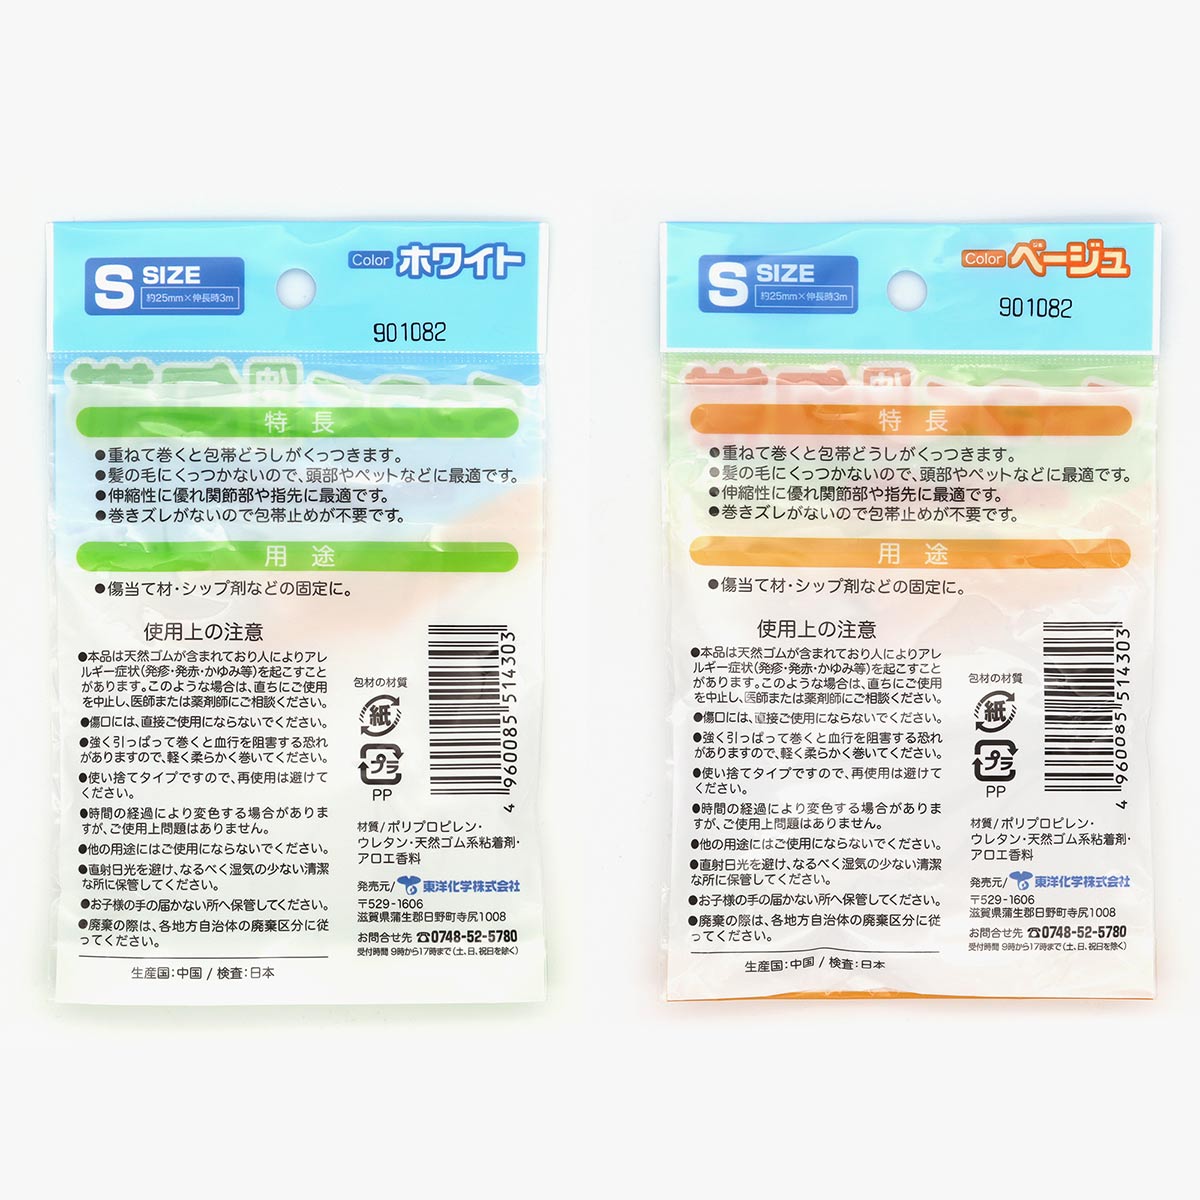 S SIZE
約25mm×伸長時3m
Color ホワイト
901082
特長
●重ねて巻くと包帯どうしがくっつきます。
●髪の毛にくっつかないので、頭部やペットなどに最適です。
●伸縮性に優れ関節部や指先に最適です。
●巻きズレがないので包帯止めが不要です。
用途
●傷当て材・シップ剤などの固定に。
使用上の注意
●本品は天然ゴムが含まれており人によりアレ
ルギー症状(発疹・発赤・かゆみ等)を起こすこと
があります。このような場合は、直ちにご使用
を中止し、医師または薬剤師にご相談ください。
●傷口には、直接ご使用にならないでください。
●強く引っぱって巻くと血行を阻害する恐れ
がありますので、軽く柔らかく巻いてください。
●使い捨てタイプですので、再使用は避けて
ください。
●時間の経過により変色する場合がありま
すが、ご使用上問題はありません。
●他の用途にはご使用にならないでください。
●直射日光を避け、なるべく湿気の少ない清潔
な所に保管してください。
●お子様の手の届かない所へ保管してください。
●廃棄の際は、各地方自治体の廃棄区分に従
ってください。
生産国:中国 / 検査:日本
包材の材質
紙
プラ
PP
4 960085 514303
材質/ポリプロピレン・
ウレタン・天然ゴム系粘着剤・
アロエ香料
発売元/ 東洋化学株式会社
〒529-1606
滋賀県蒲生郡日野町寺尻1008
お問合せ先 ☎0748-52-5780
受付時間 9時から17時まで(土、日、祝日を除く)
S SIZE
約25mm×伸長時3m
Color ベージュ
901082
特長
●重ねて巻くと包帯どうしがくっつきます。
●髪の毛にくっつかないので、頭部やペットなどに最適です。
●伸縮性に優れ関節部や指先に最適です。
●巻きズレがないので包帯止めが不要です。
用途
●傷当て材・シップ剤などの固定に。
使用上の注意
●本品は天然ゴムが含まれており人によりアレ
ルギー症状(発疹・発赤・かゆみ等)を起こすこと
があります。このような場合は、直ちにご使用
を中止し、医師または薬剤師にご相談ください。
●傷口には、直接ご使用にならないでください。
●強く引っぱって巻くと血行を阻害する恐れ
がありますので、軽く柔らかく巻いてください。
●使い捨てタイプですので、再使用は避けて
ください。
●時間の経過により変色する場合がありま
すが、ご使用上問題はありません。
●他の用途にはご使用にならないでください。
●直射日光を避け、なるべく湿気の少ない清潔
な所に保管してください。
●お子様の手の届かない所へ保管してください。
●廃棄の際は、各地方自治体の廃棄区分に従
ってください。
生産国:中国 / 検査:日本
包材の材質
紙
プラ
PP
4 960085 514303
材質/ポリプロピレン・
ウレタン・天然ゴム系粘着剤・
アロエ香料
発売元/ 東洋化学株式会社
〒529-1606
滋賀県蒲生郡日野町寺尻1008
お問合せ先 ☎0748-52-5780
受付時間 9時から17時まで(土、日、祝日を除く)